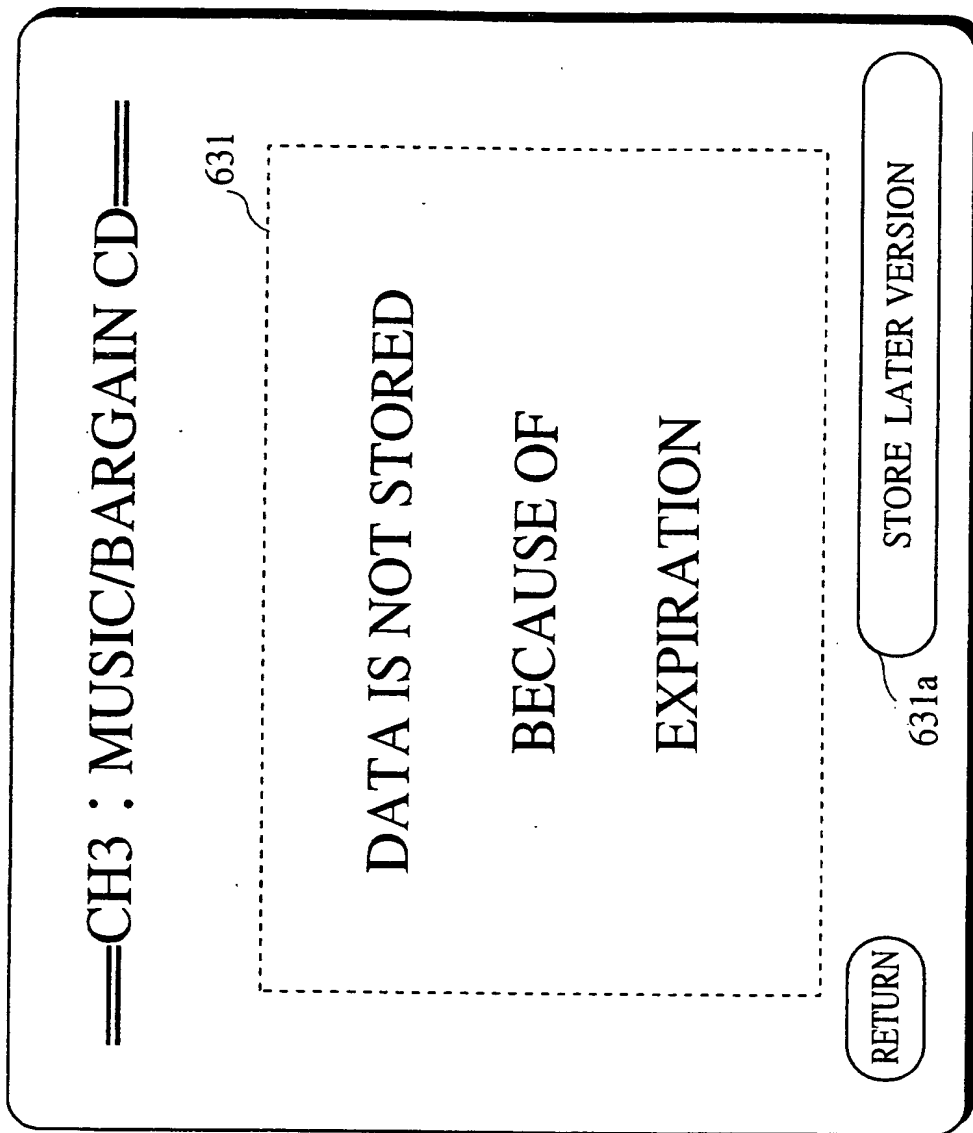 CH3 : MUSIC/BARGAIN CD
631
DATA IS NOT STORED
BECAUSE OF
EXPIRATION
RETURN
631a
STORE LATER VERSION